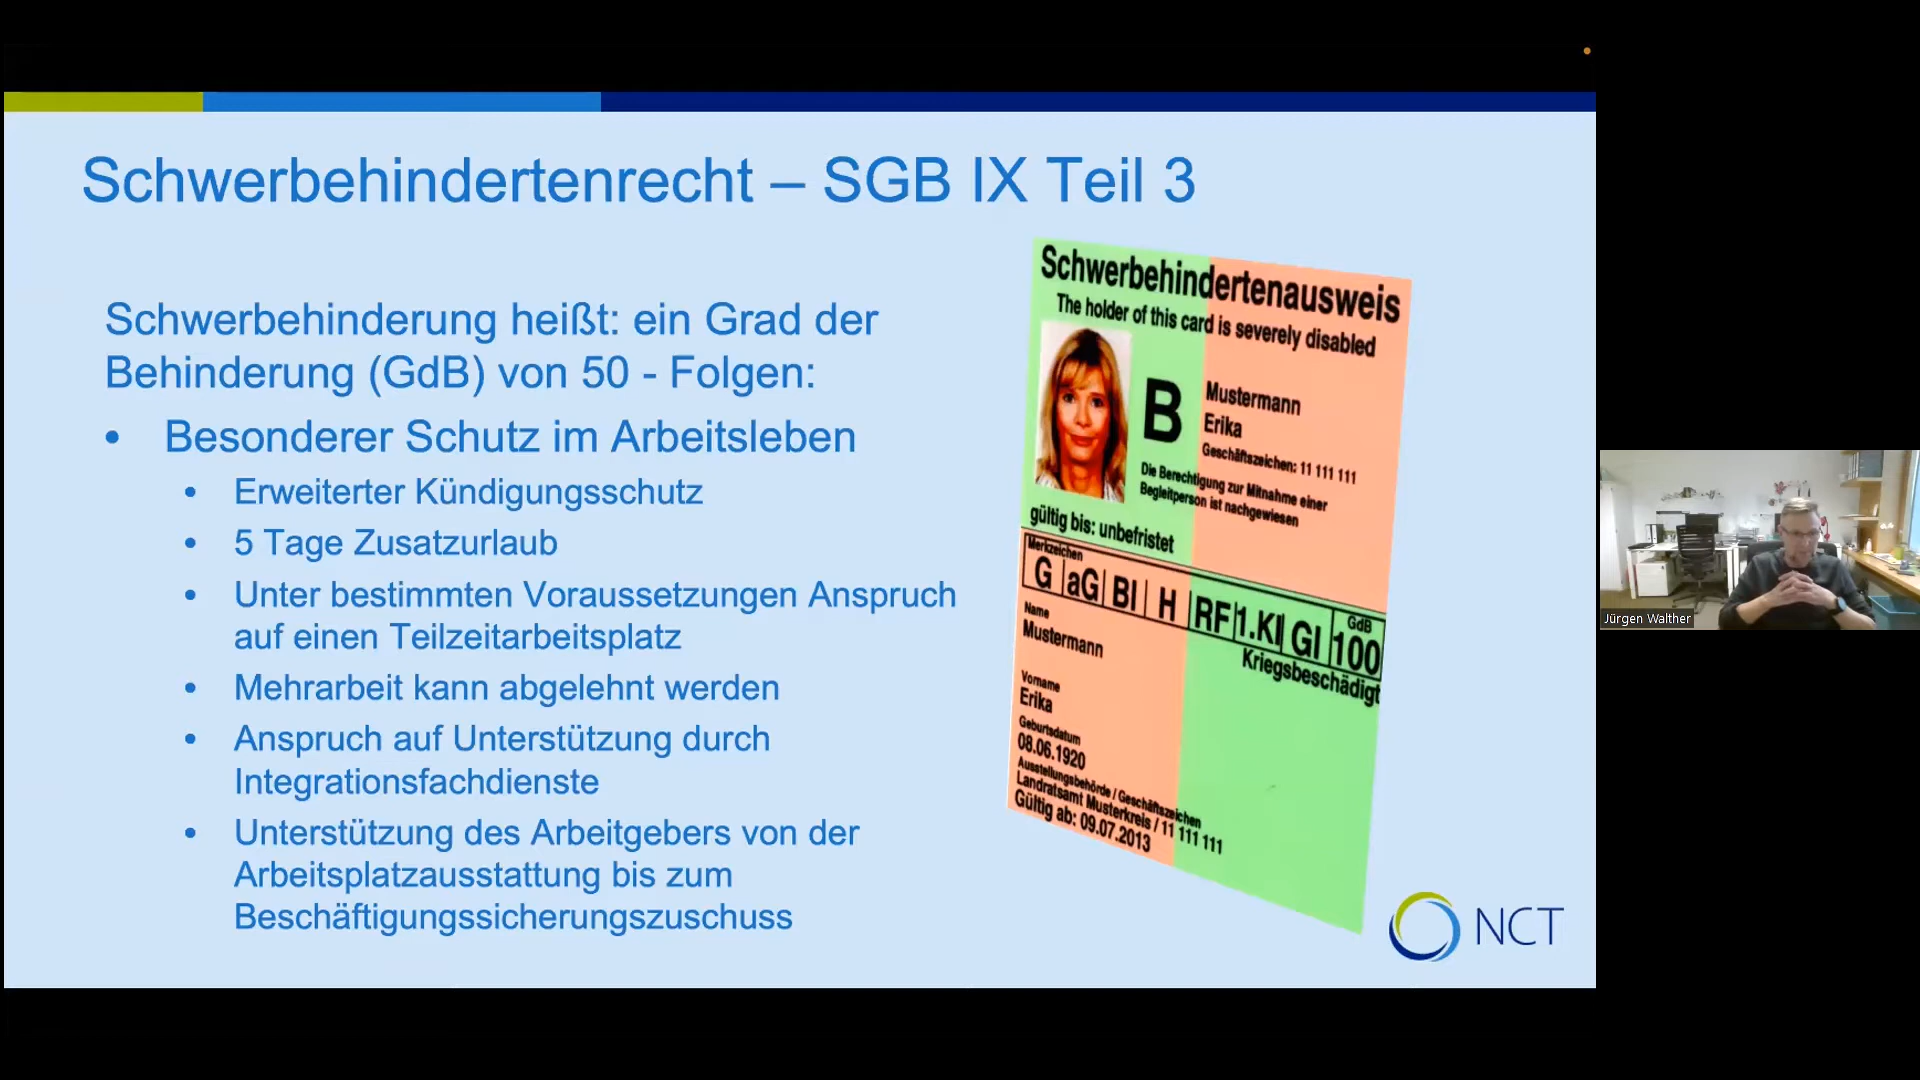 Schwerbehindertenrecht – SGB IX Teil 3
Schwerbehinderung heißt: ein Grad der
Behinderung (GdB) von 50 - Folgen:
• Besonderer Schutz im Arbeitsleben
• Erweiterter Kündigungsschutz
• 5 Tage Zusatzurlaub
• Unter bestimmten Voraussetzungen Anspruch
auf einen Teilzeitarbeitsplatz
• Mehrarbeit kann abgelehnt werden
• Anspruch auf Unterstützung durch
Integrationsfachdienste
• Unterstützung des Arbeitgebers von der
Arbeitsplatzausstattung bis zum
Beschäftigungssicherungszuschuss
Schwerbehindertenausweis
The holder of this card is severely disabled
B
Mustermann
Erika
Geschäftszeichen: 11 111 111
Die Berechtigung zur Mitnahme einer
Begleitperson ist nachgewiesen
gültig bis: unbefristet
Merkzeichen
G aG Bl H RF 1.Kl Gl
GdB
100
Kriegsbeschädigt
Name
Mustermann
Vorname
Erika
Geburtsdatum
08.06.1920
Ausstellungsbehörde / Geschäftszeichen
Landratsamt Musterkreis / 11 111 111
Gültig ab: 09.07.2013
NCT
Jürgen Walther